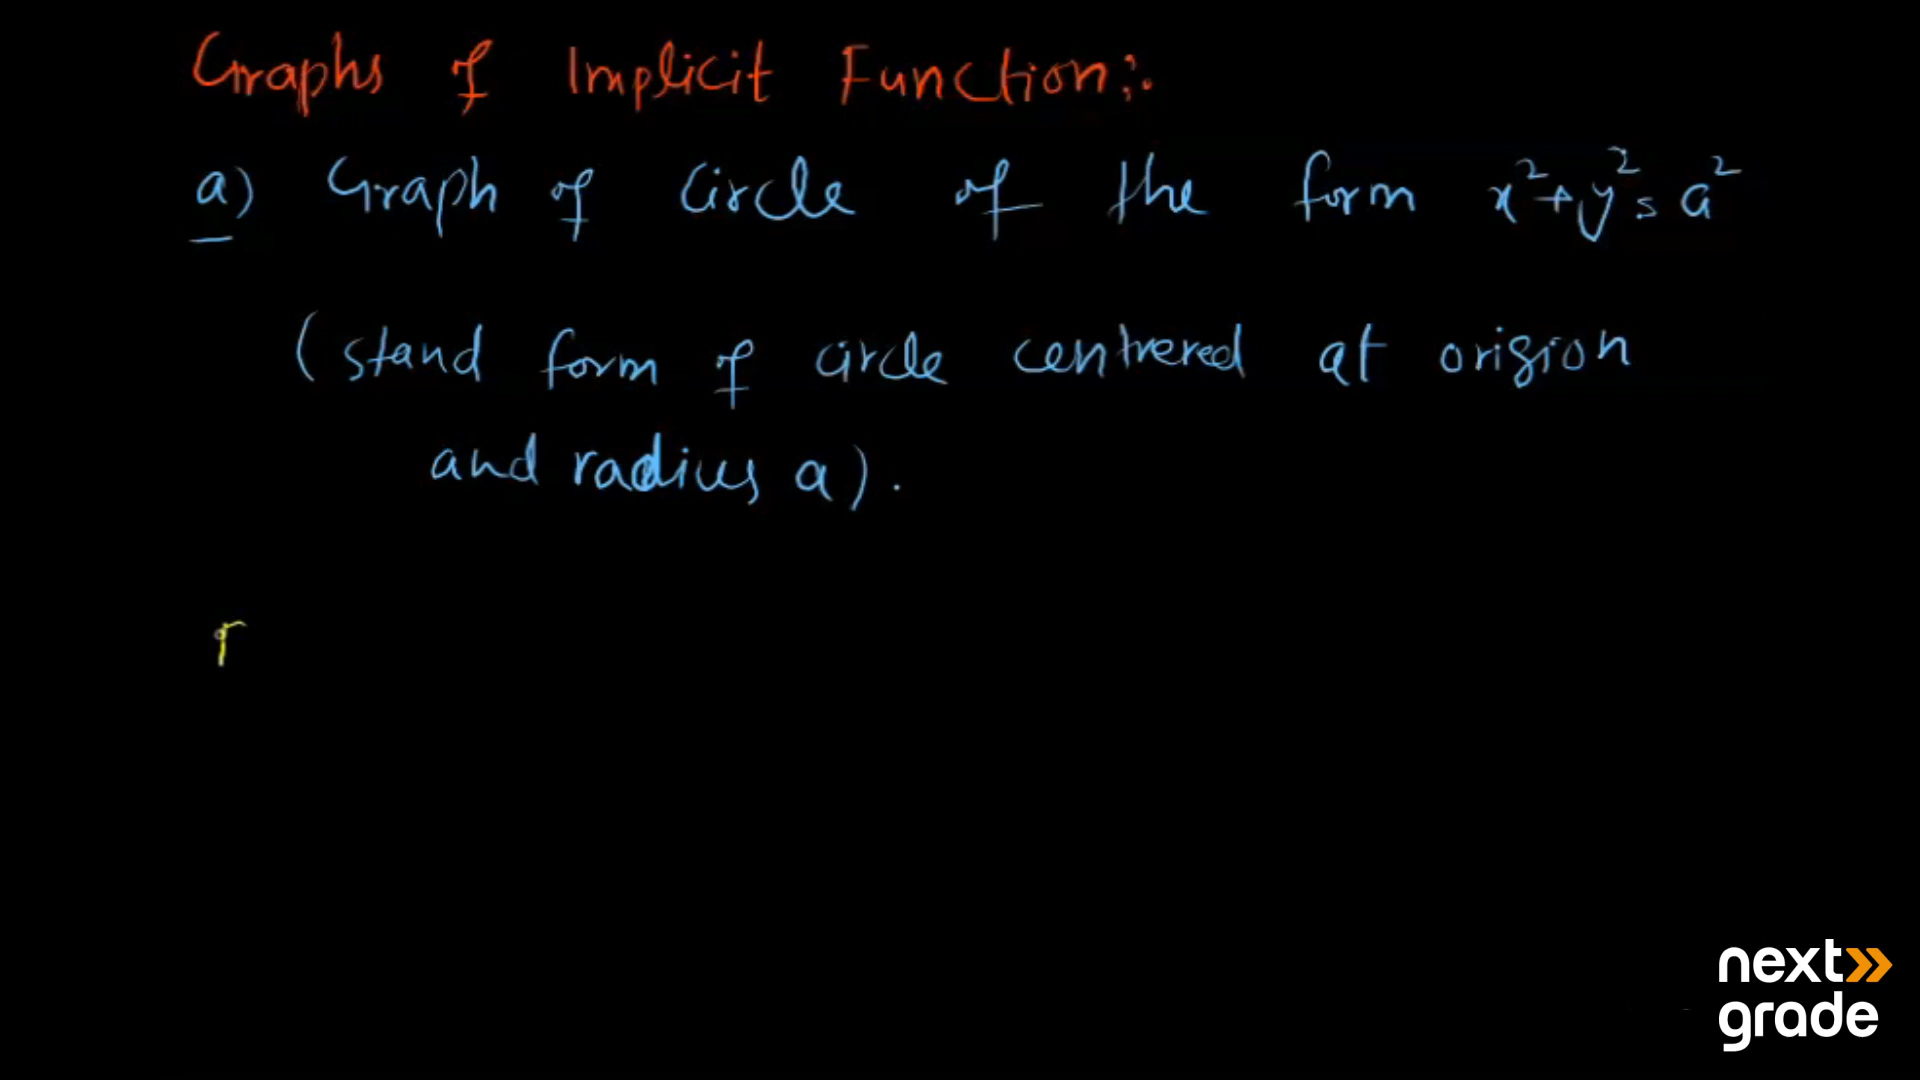 Graphs of Implicit Function:.
a) Graph of Circle of the form x²+y²=a²
(stand form of circle centrered at origion
and radius a).
r
next
grade